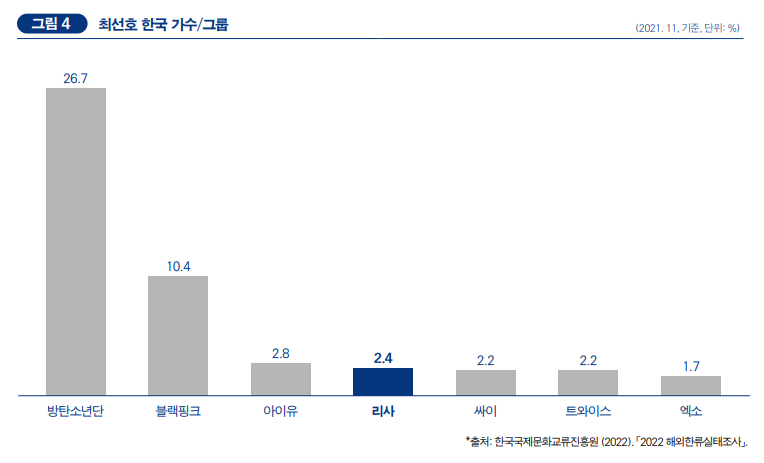 그림 4 최선호 한국 가수/그룹 (2021. 11, 기준, 단위: %)
26.7
10.4
2.8
2.4
2.2
2.2
1.7
방탄소년단 블랙핑크 아이유 리사 싸이 트와이스 엑소
*출처: 한국국제문화교류진흥원 (2022). 「2022 해외한류실태조사」.